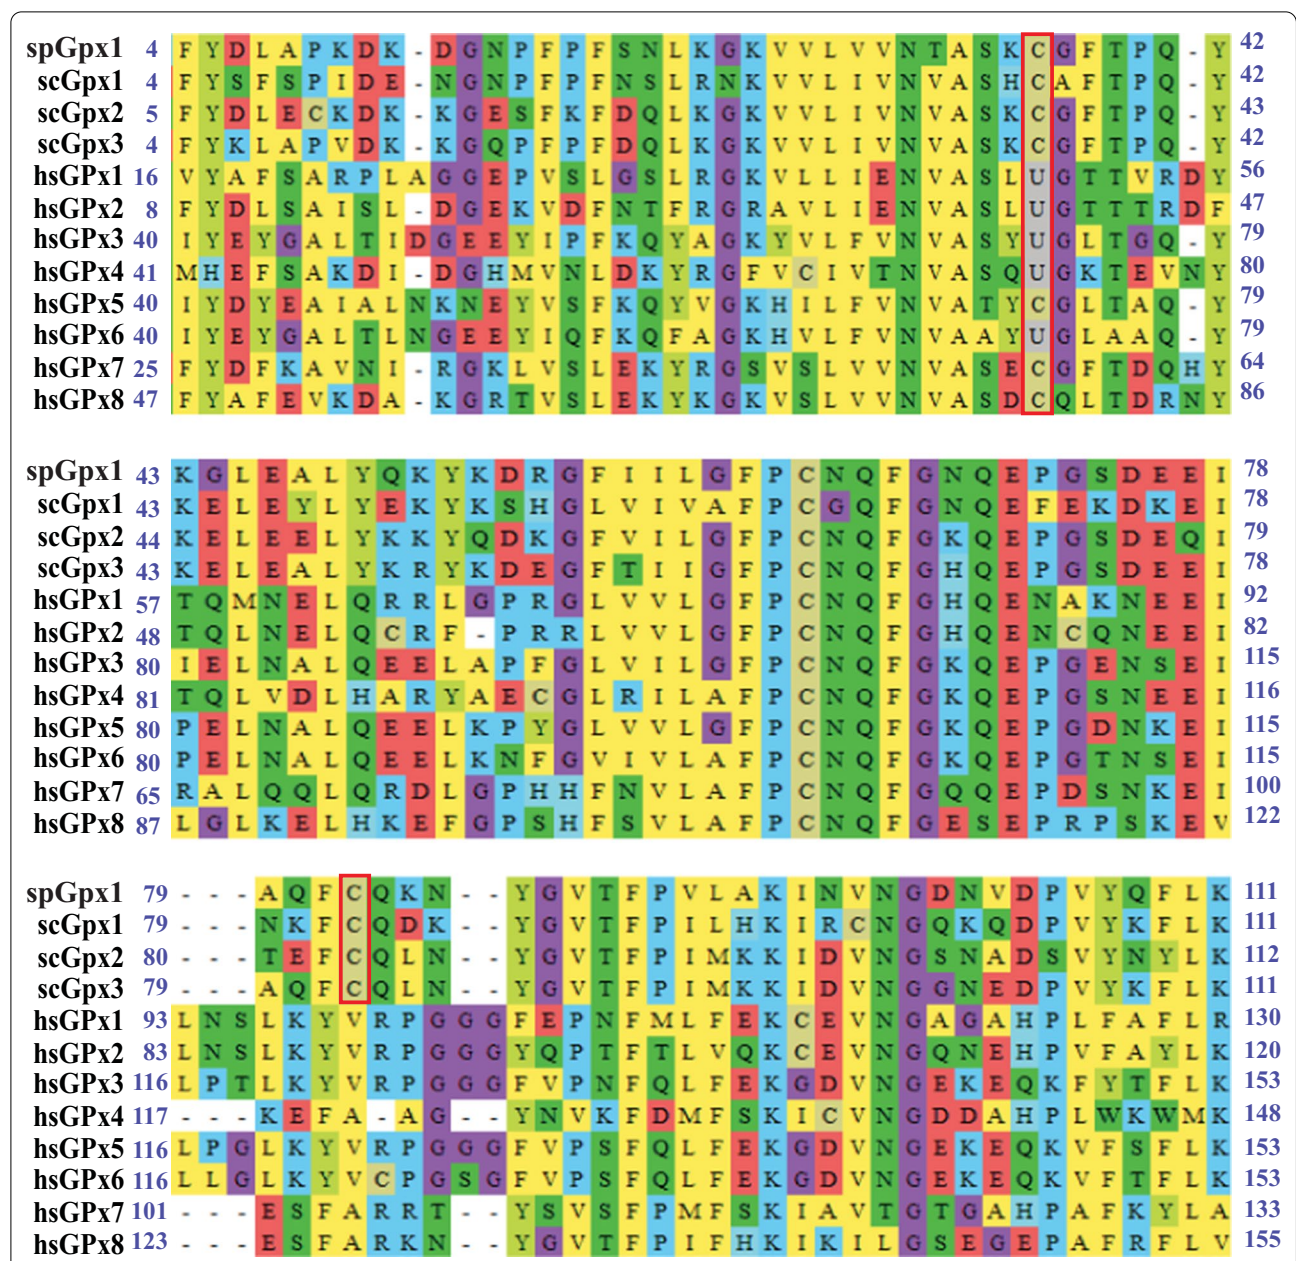 spGpx1 4 F Y D L A P K D K - D G N P F P F S N L K G K V V L V V N T A S K C G F T P Q - Y 42
scGpx1 4 F Y S F S P I D E - N G N P F P F N S L R N K V V L I V N V A S H C A F T P Q - Y 42
scGpx2 5 F Y D L E C K D K - K G E S F K F D Q L K G K V V L I V N V A S K C G F T P Q - Y 43
scGpx3 4 F Y K L A P V D K - K G Q P F P F D Q L K G K V V L I V N V A S K C G F T P Q - Y 42
hsGPx1 16 V Y A F S A R P L A G G E P V S L G S L R G K V L L I E N V A S L U G T T V R D Y 56
hsGPx2 8 F Y D L S A I S L - D G E K V D F N T F R G R A V L I E N V A S L U G T T T R D F 47
hsGPx3 40 I Y E Y G A L T I D G E E Y I P F K Q Y A G K Y V L F V N V A S Y U G L T G Q - Y 79
hsGPx4 41 M H E F S A K D I - D G H M V N L D K Y R G F V C I V T N V A S Q U G K T E V N Y 80
hsGPx5 40 I Y D Y E A I A L N K N E Y V S F K Q Y V G K H I L F V N V A T Y C G L T A Q - Y 79
hsGPx6 40 I Y E Y G A L T L N G E E Y I Q F K Q F A G K H V L F V N V A A Y U G L A A Q - Y 79
hsGPx7 25 F Y D F K A V N I - R G K L V S L E K Y R G S V S L V V N V A S E C G F T D Q H Y 64
hsGPx8 47 F Y A F E V K D A - K G R T V S L E K Y K G K V S L V V N V A S D C Q L T D R N Y 86
spGpx1 43 K G L E A L Y Q K Y K D R G F I I L G F P C N Q F G N Q E P G S D E E I 78
scGpx1 43 K E L E Y L Y E K Y K S H G L V I V A F P C G Q F G N Q E F E K D K E I 78
scGpx2 44 K E L E E L Y K K Y Q D K G F V I L G F P C N Q F G K Q E P G S D E Q I 79
scGpx3 43 K E L E A L Y K R Y K D E G F T I I G F P C N Q F G H Q E P G S D E E I 78
hsGPx1 57 T Q M N E L Q R R L G P R G L V V L G F P C N Q F G H Q E N A K N E E I 92
hsGPx2 48 T Q L N E L Q C R F - P R R L V V L G F P C N Q F G H Q E N C Q N E E I 82
hsGPx3 80 I E L N A L Q E E L A P F G L V I L G F P C N Q F G K Q E P G E N S E I 115
hsGPx4 81 T Q L V D L H A R Y A E C G L R I L A F P C N Q F G K Q E P G S N E E I 116
hsGPx5 80 P E L N A L Q E E L K P Y G L V V L G F P C N Q F G K Q E P G D N K E I 115
hsGPx6 80 P E L N A L Q E E L K N F G V I V L A F P C N Q F G K Q E P G T N S E I 115
hsGPx7 65 R A L Q Q L Q R D L G P H H F N V L A F P C N Q F G Q Q E P D S N K E I 100
hsGPx8 87 L G L K E L H K E F G P S H F S V L A F P C N Q F G E S E P R P S K E V 122
spGpx1 79 - - - A Q F C Q K N - - Y G V T F P V L A K I N V N G D N V D P V Y Q F L K 111
scGpx1 79 - - - N K F C Q D K - - Y G V T F P I L H K I R C N G Q K Q D P V Y K F L K 111
scGpx2 80 - - - T E F C Q L N - - Y G V T F P I M K K I D V N G S N A D S V Y N Y L K 112
scGpx3 79 - - - A Q F C Q L N - - Y G V T F P I M K K I D V N G G N E D P V Y K F L K 111
hsGPx1 93 L N S L K Y V R P G G G F E P N F M L F E K C E V N G A G A H P L F A F L R 130
hsGPx2 83 L N S L K Y V R P G G G Y Q P T F T L V Q K C E V N G Q N E H P V F A Y L K 120
hsGPx3 116 L P T L K Y V R P G G G F V P N F Q L F E K G D V N G E K E Q K F Y T F L K 153
hsGPx4 117 - - - K E F A - A G - - Y N V K F D M F S K I C V N G D D A H P L W K W M K 148
hsGPx5 116 L P G L K Y V R P G G G F V P S F Q L F E K G D V N G E K E Q K V F S F L K 153
hsGPx6 116 L L G L K Y V C P G S G F V P S F Q L F E K G D V N G E K E Q K V F T F L K 153
hsGPx7 101 - - - E S F A R R T - - Y S V S F P M F S K I A V T G T G A H P A F K Y L A 133
hsGPx8 123 - - - E S F A R K N - - Y G V T F P I F H K I K I L G S E G E P A F R F L V 155